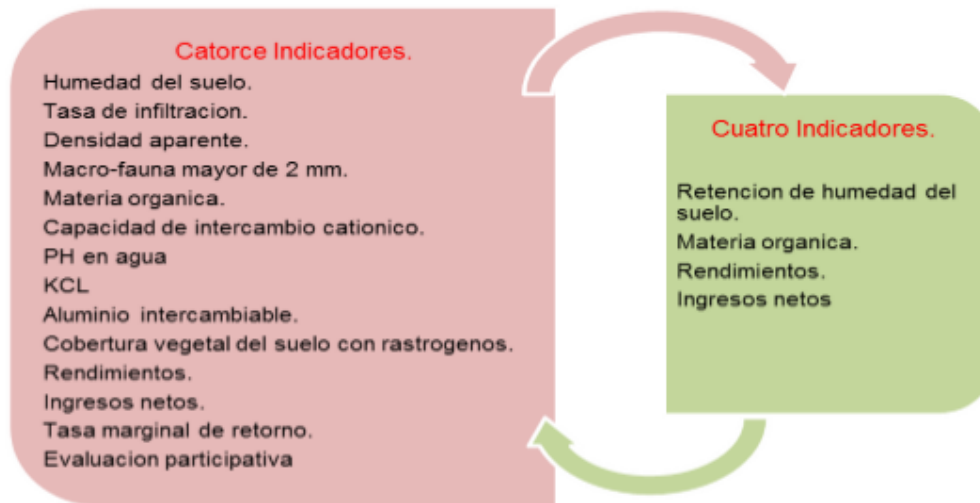 Catorce Indicadores.
Humedad del suelo.
Tasa de infiltracion.
Densidad aparente.
Macro-fauna mayor de 2 mm.
Materia organica.
Capacidad de intercambio cationico.
PH en agua
KCL
Aluminio intercambiable.
Cobertura vegetal del suelo con rastrogenos.
Rendimientos.
Ingresos netos.
Tasa marginal de retorno.
Evaluacion participativa
Cuatro Indicadores.
Retencion de humedad del
suelo.
Materia organica.
Rendimientos.
Ingresos netos